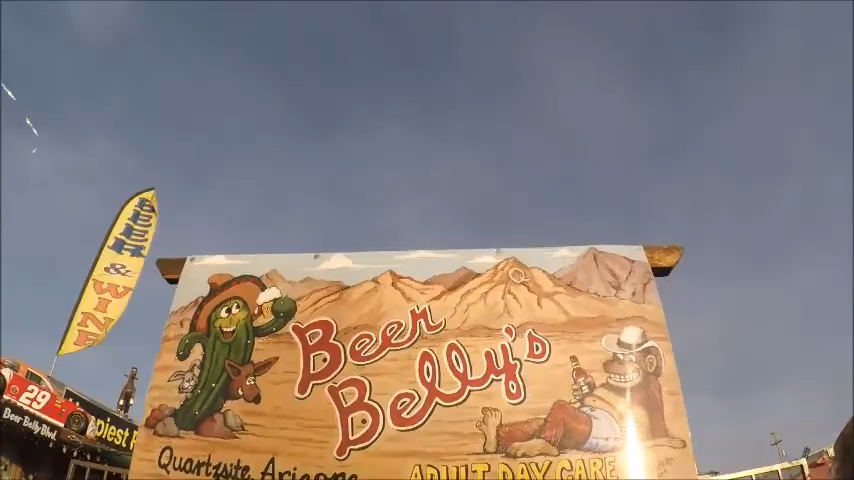 BEER & WINE
Beer
Belly's
Quartzsite, Arizona
ADULT DAY CARE
29
Beer Belly Blvd